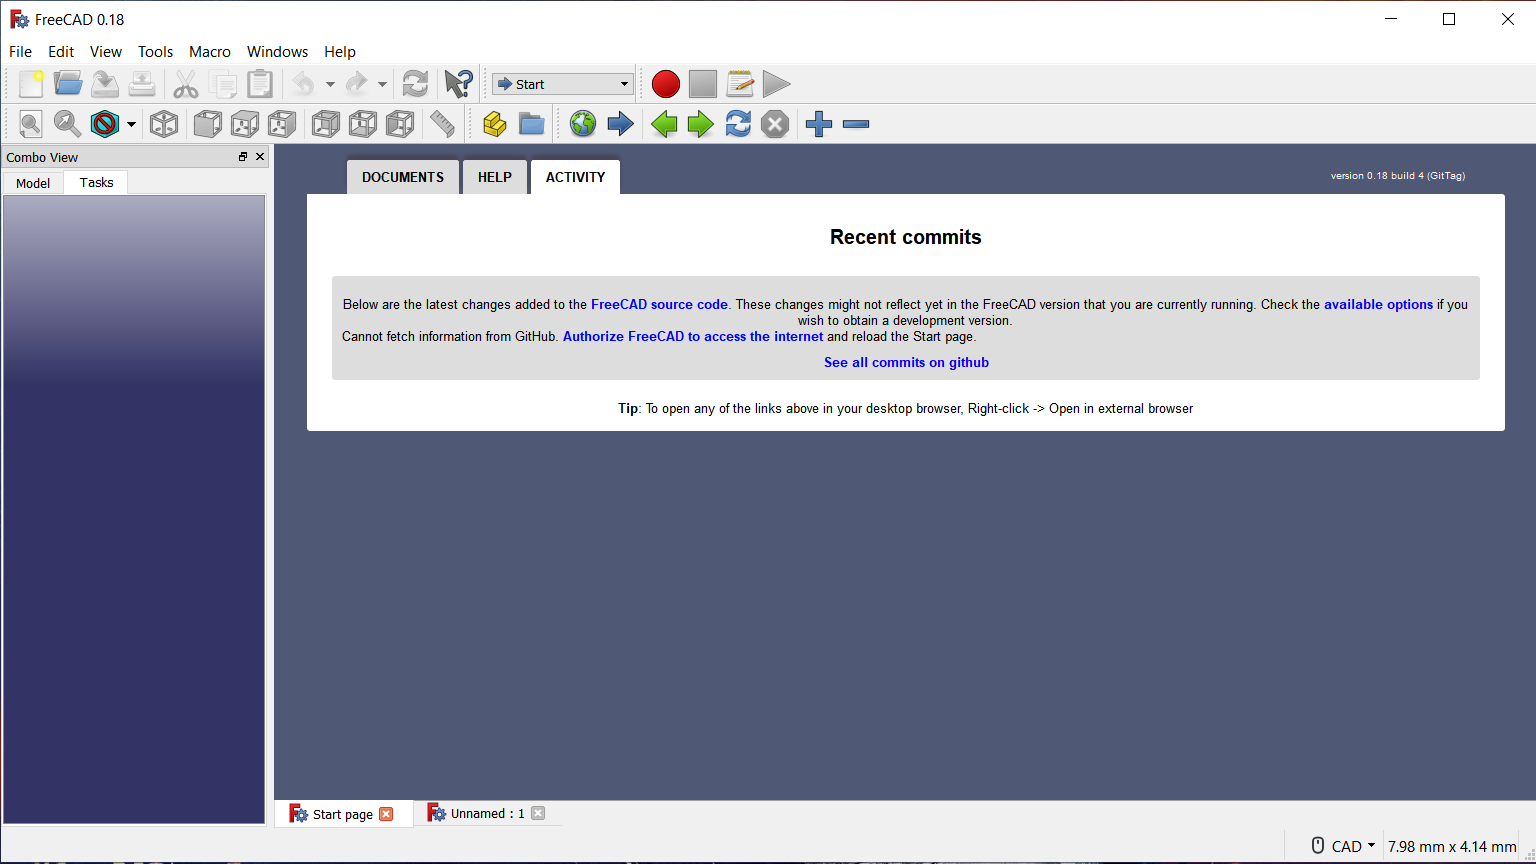 FreeCAD 0.18
File Edit View Tools Macro Windows Help
Start
Combo View
Model Tasks
DOCUMENTS HELP ACTIVITY
version 0.18 build 4 (GitTag)
Recent commits
Below are the latest changes added to the FreeCAD source code. These changes might not reflect yet in the FreeCAD version that you are currently running. Check the available options if you
wish to obtain a development version.
Cannot fetch information from GitHub. Authorize FreeCAD to access the internet and reload the Start page.
See all commits on github
Tip: To open any of the links above in your desktop browser, Right-click -> Open in external browser
Start page Unnamed : 1
CAD 7.98 mm x 4.14 mm